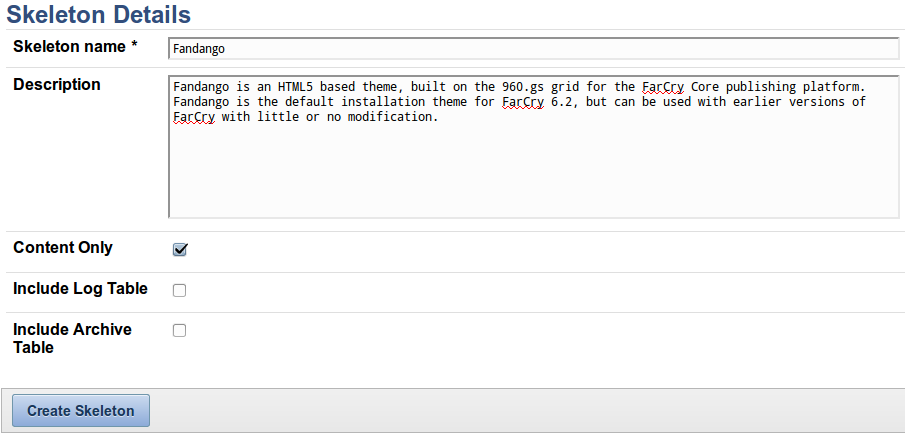 Skeleton Details
Skeleton name *
Fandango
Description
Fandango is an HTML5 based theme, built on the 960.gs grid for the FarCry Core publishing platform.
Fandango is the default installation theme for FarCry 6.2, but can be used with earlier versions of
FarCry with little or no modification.
Content Only
Include Log Table
Include Archive
Table
Create Skeleton